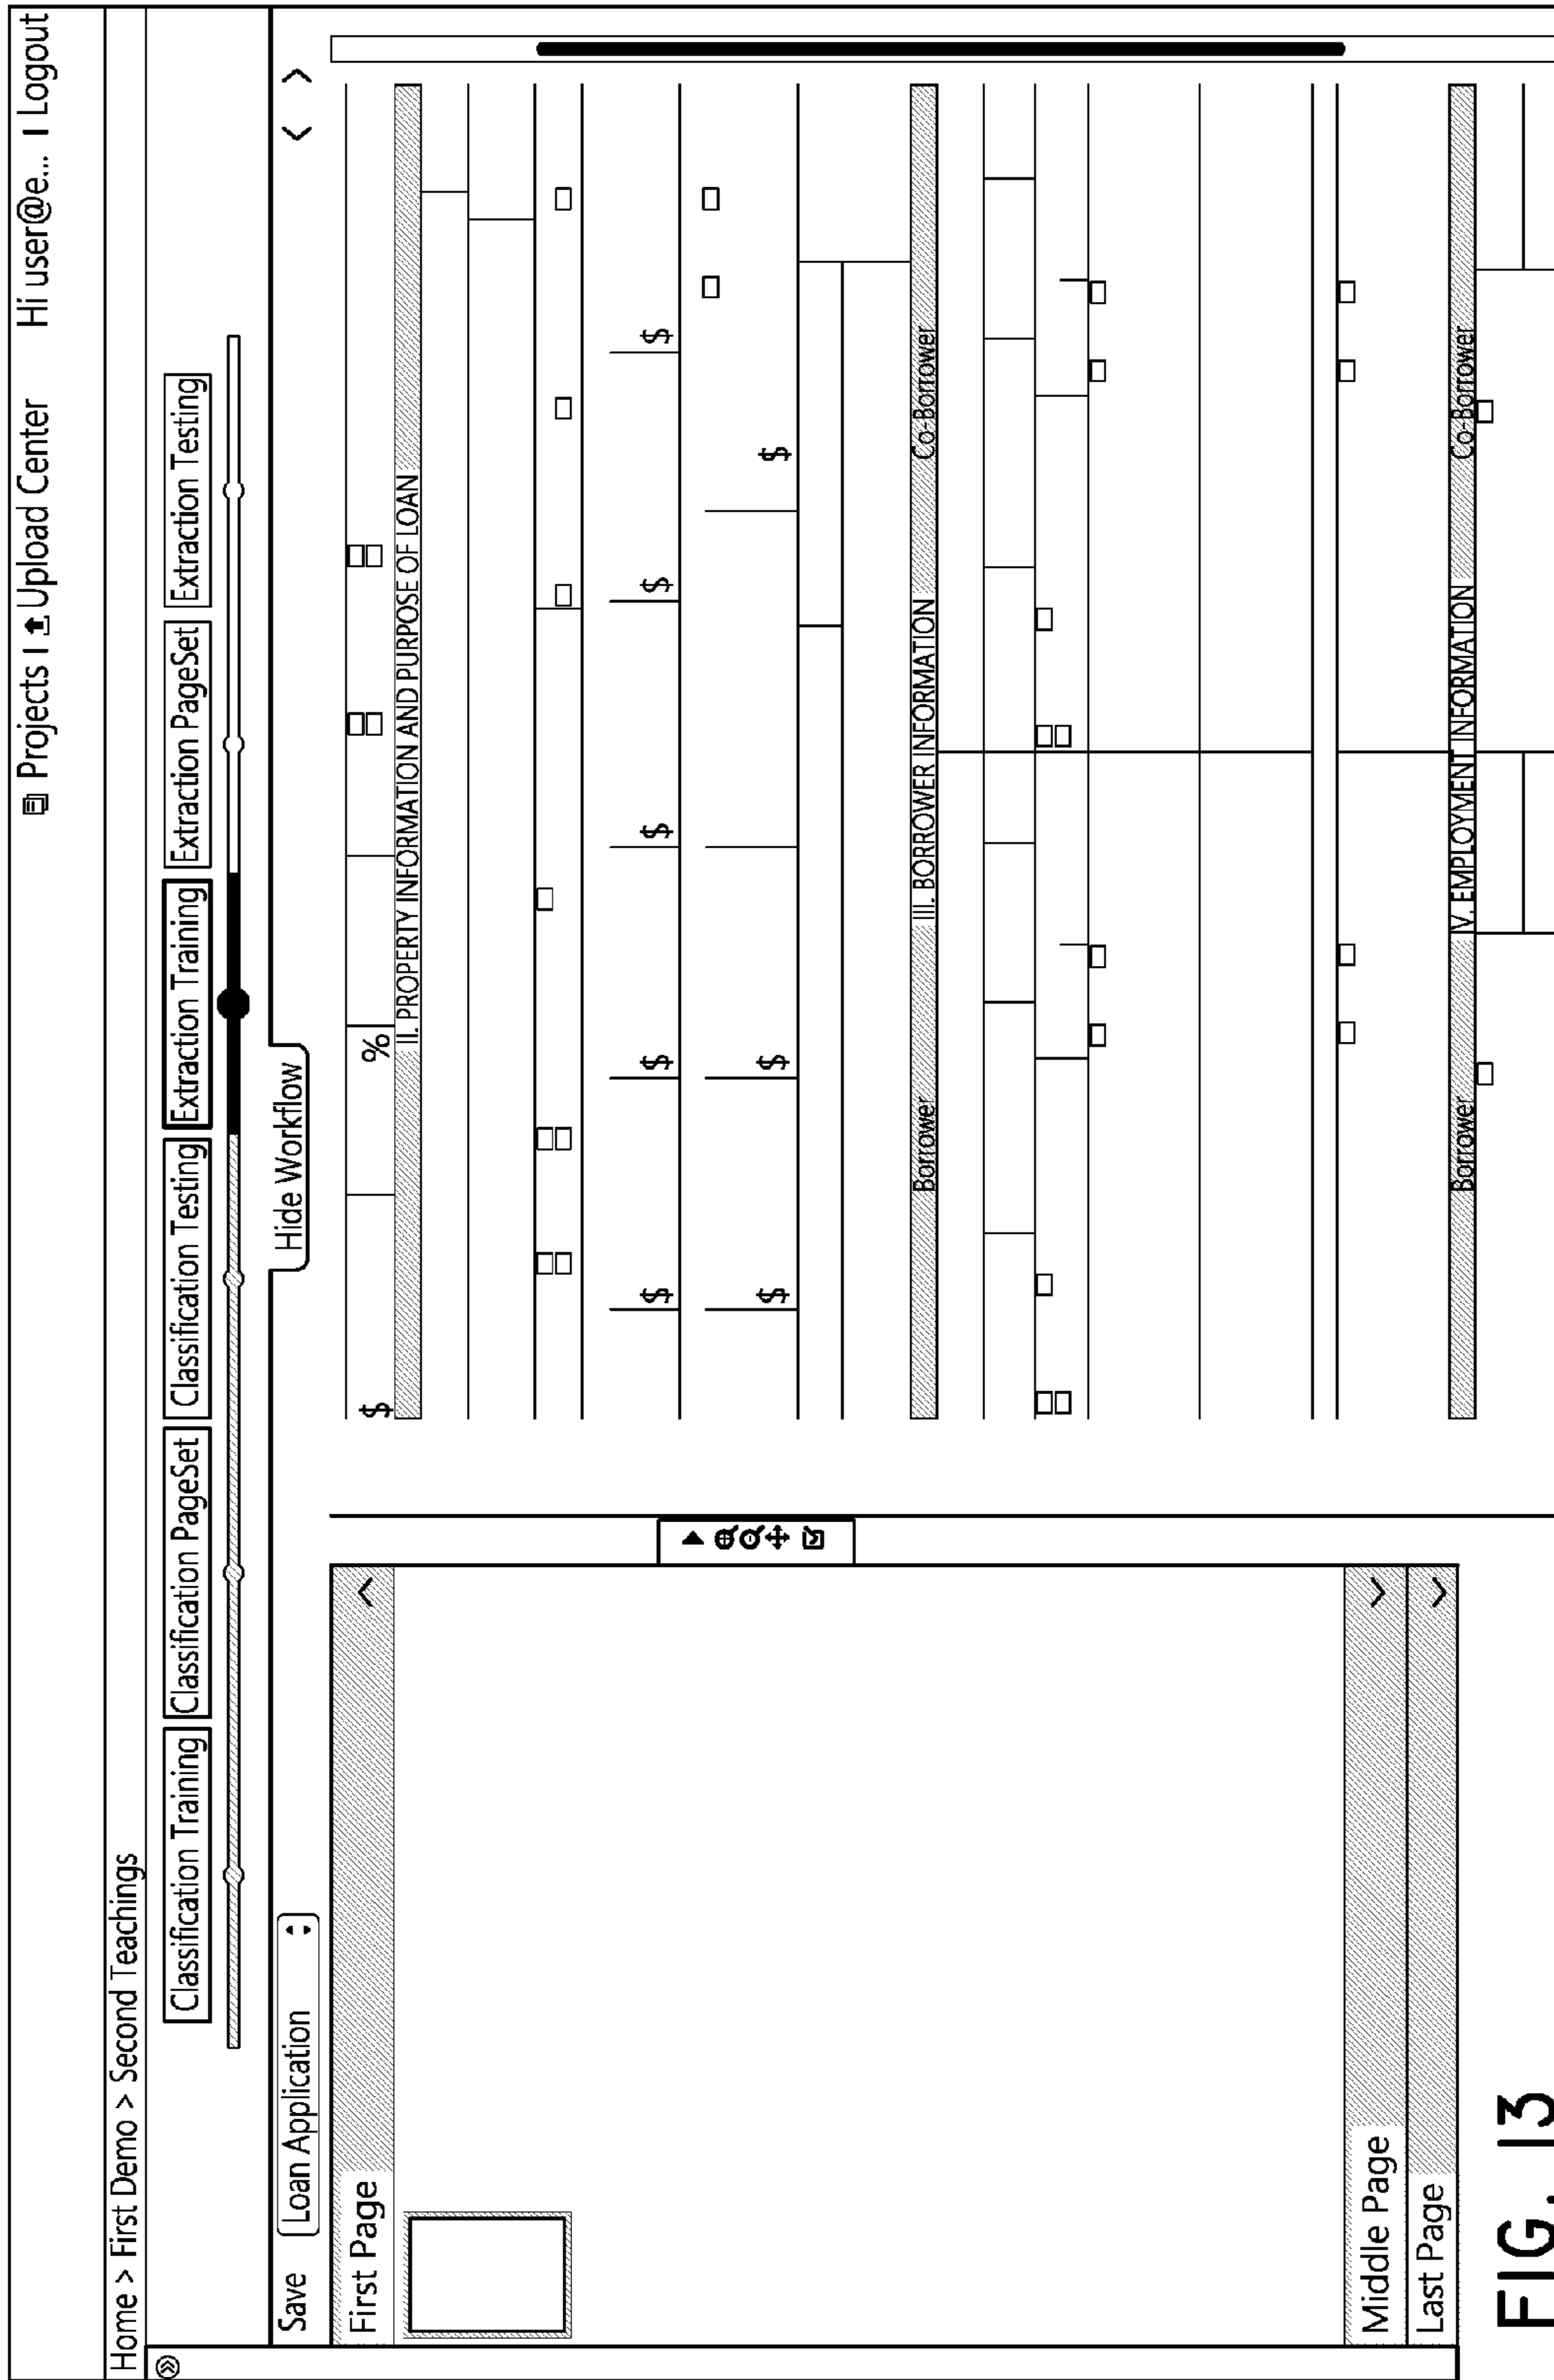 Projects | Upload Center Hi user@e... | Logout
Home > First Demo > Second Teachings
Classification Training Classification PageSet Classification Testing Extraction Training Extraction PageSet Extraction Testing
Hide Workflow
Save Loan Application
First Page
$ %
II. PROPERTY INFORMATION AND PURPOSE OF LOAN
$ $ $ $ $
$ $ $
Borrower III. BORROWER INFORMATION Co-Borrower
Middle Page
Last Page
Borrower V. EMPLOYMENT INFORMATION Co-Borrower
FIG. 13